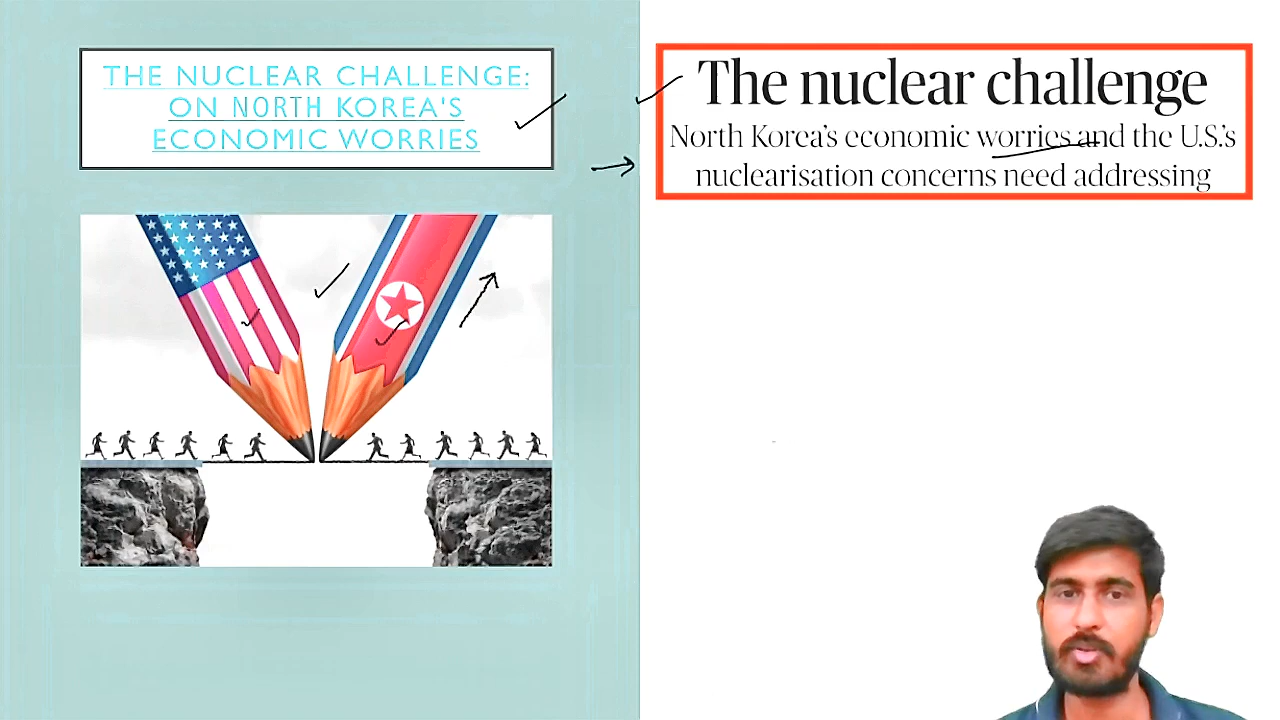 THE NUCLEAR CHALLENGE:
ON NORTH KOREA'S
ECONOMIC WORRIES
The nuclear challenge
North Korea's economic worries and the U.S.'s
nuclearisation concerns need addressing